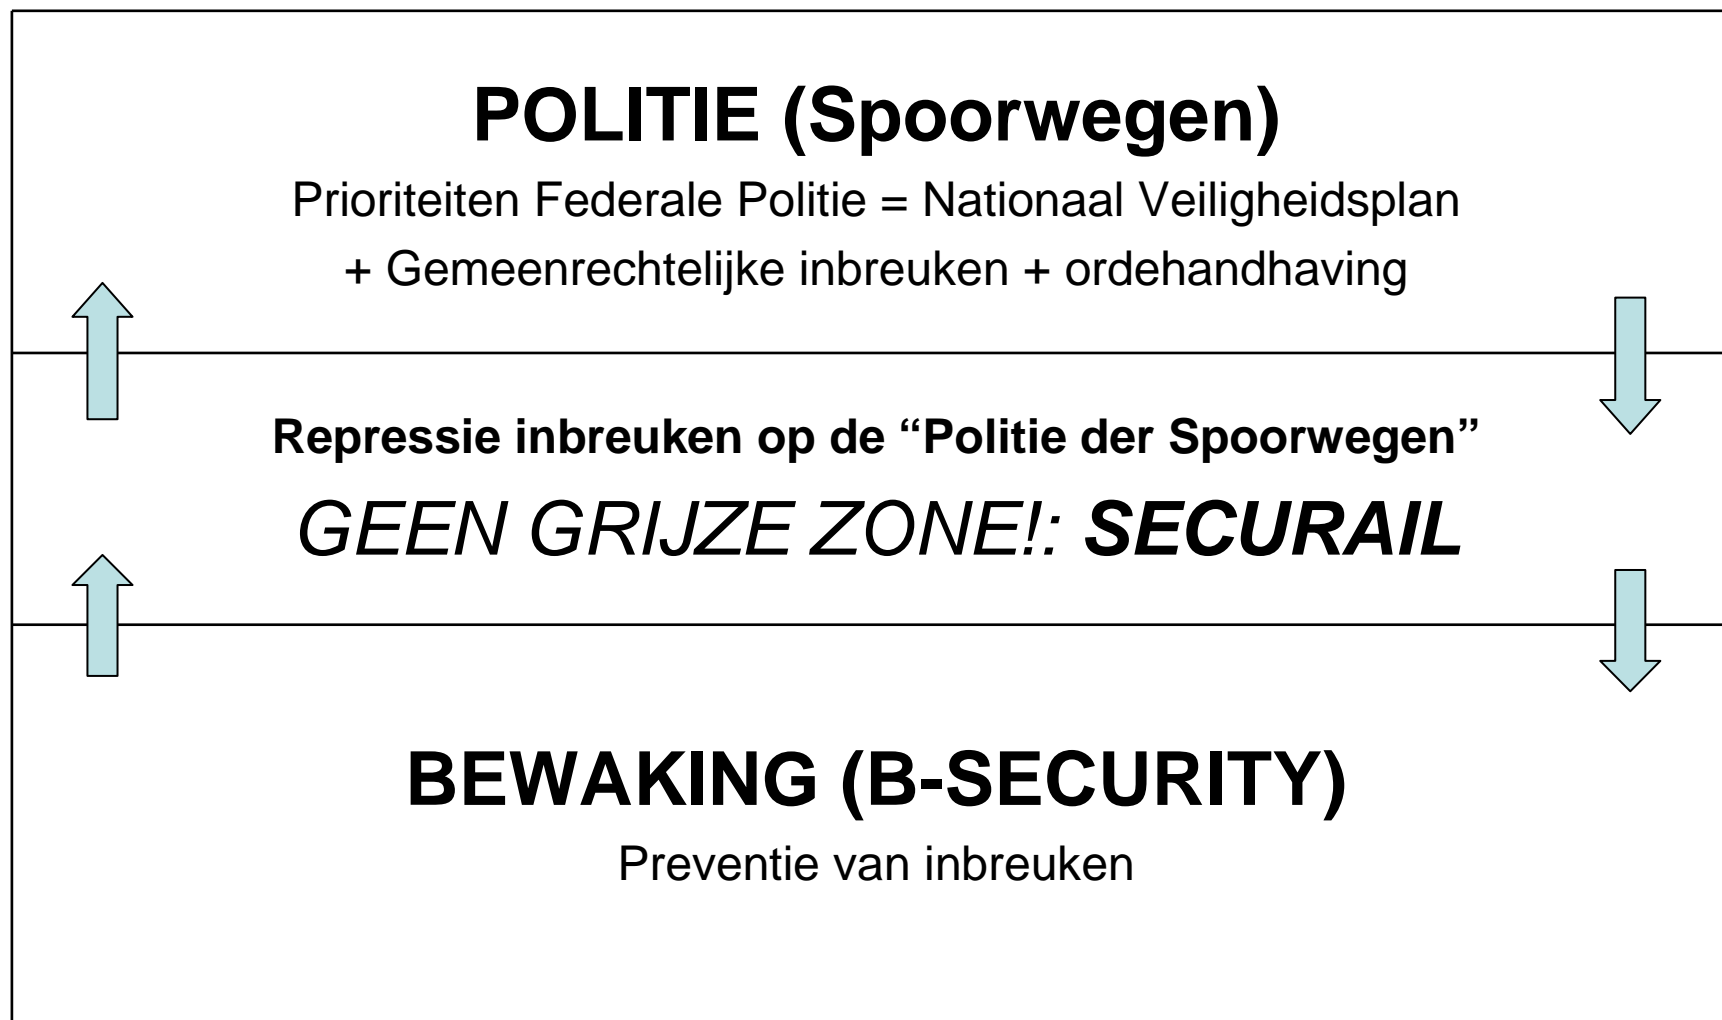 POLITIE (Spoorwegen)
Prioriteiten Federale Politie = Nationaal Veiligheidsplan
+ Gemeenrechtelijke inbreuken + ordehandhaving
Repressie inbreuken op de “Politie der Spoorwegen”
GEEN GRIJZE ZONE!: SECURAIL
BEWAKING (B-SECURITY)
Preventie van inbreuken